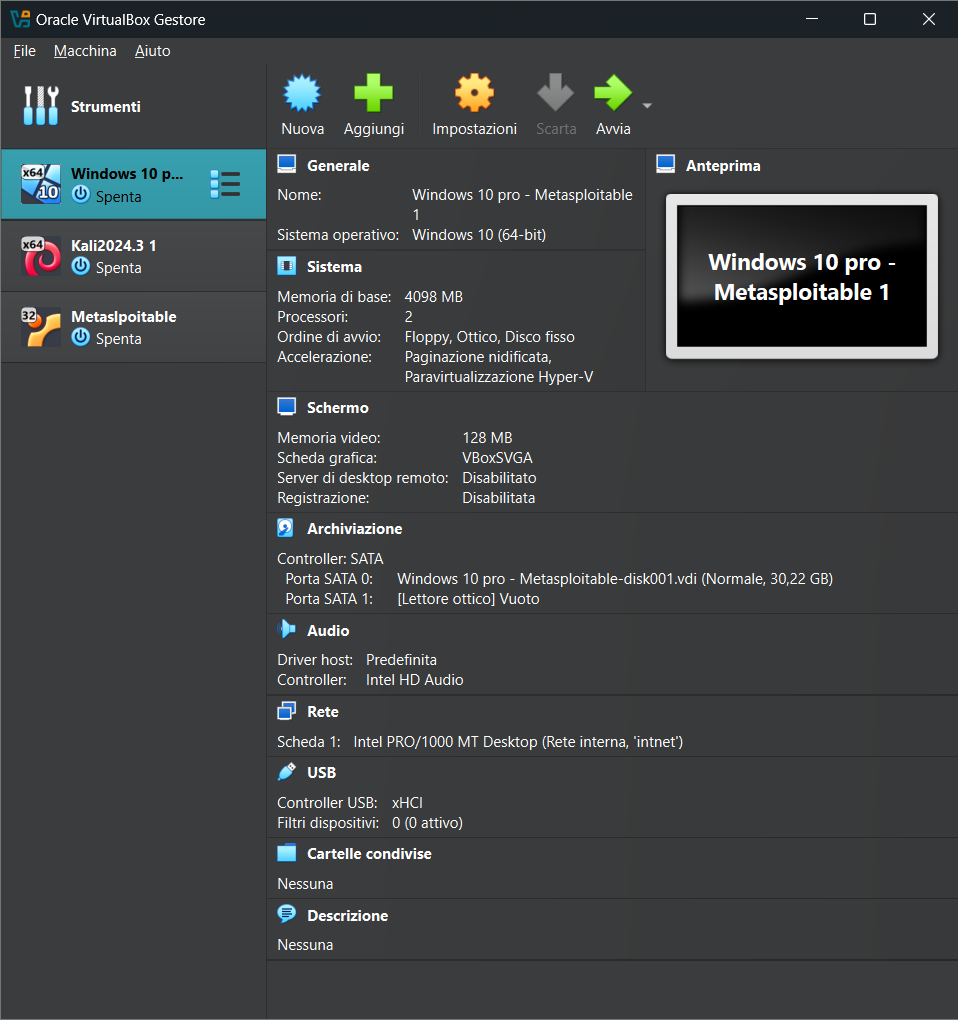 Oracle VirtualBox Gestore
File Macchina Aiuto
Strumenti
Nuova Aggiungi Impostazioni Scarta Avvia
x64 10 Windows 10 p...
Spenta
x64 Kali2024.3 1
Spenta
32 Metaslpoitable
Spenta
Generale
Nome: Windows 10 pro - Metasploitable
1
Sistema operativo: Windows 10 (64-bit)
Anteprima
Windows 10 pro -
Metasploitable 1
Sistema
Memoria di base: 4098 MB
Processori: 2
Ordine di avvio: Floppy, Ottico, Disco fisso
Accelerazione: Paginazione nidificata,
Paravirtualizzazione Hyper-V
Schermo
Memoria video: 128 MB
Scheda grafica: VBoxSVGA
Server di desktop remoto: Disabilitato
Registrazione: Disabilitata
Archiviazione
Controller: SATA
Porta SATA 0: Windows 10 pro - Metasploitable-disk001.vdi (Normale, 30,22 GB)
Porta SATA 1: [Lettore ottico] Vuoto
Audio
Driver host: Predefinita
Controller: Intel HD Audio
Rete
Scheda 1: Intel PRO/1000 MT Desktop (Rete interna, 'intnet')
USB
Controller USB: xHCI
Filtri dispositivi: 0 (0 attivo)
Cartelle condivise
Nessuna
Descrizione
Nessuna